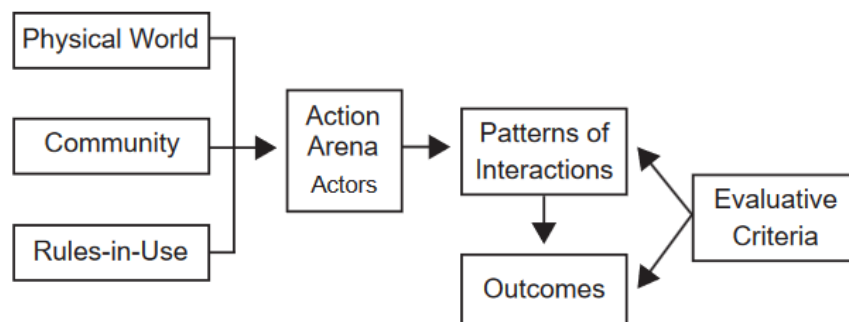 Physical World
Community
Rules-in-Use
Action
Arena
Actors
Patterns of
Interactions
Outcomes
Evaluative
Criteria